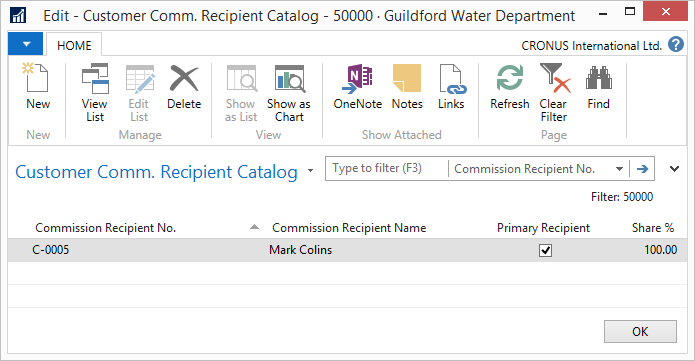 Edit - Customer Comm. Recipient Catalog - 50000 · Guildford Water Department
HOME
CRONUS International Ltd.
?
New
View List
Edit List
Delete
Show as List
Show as Chart
OneNote
Notes
Links
Refresh
Clear Filter
Find
New
Manage
View
Show Attached
Page
Customer Comm. Recipient Catalog
Type to filter (F3)
Commission Recipient No.
Filter: 50000
Commission Recipient No.
Commission Recipient Name
Primary Recipient
Share %
C-0005
Mark Colins
100.00
OK